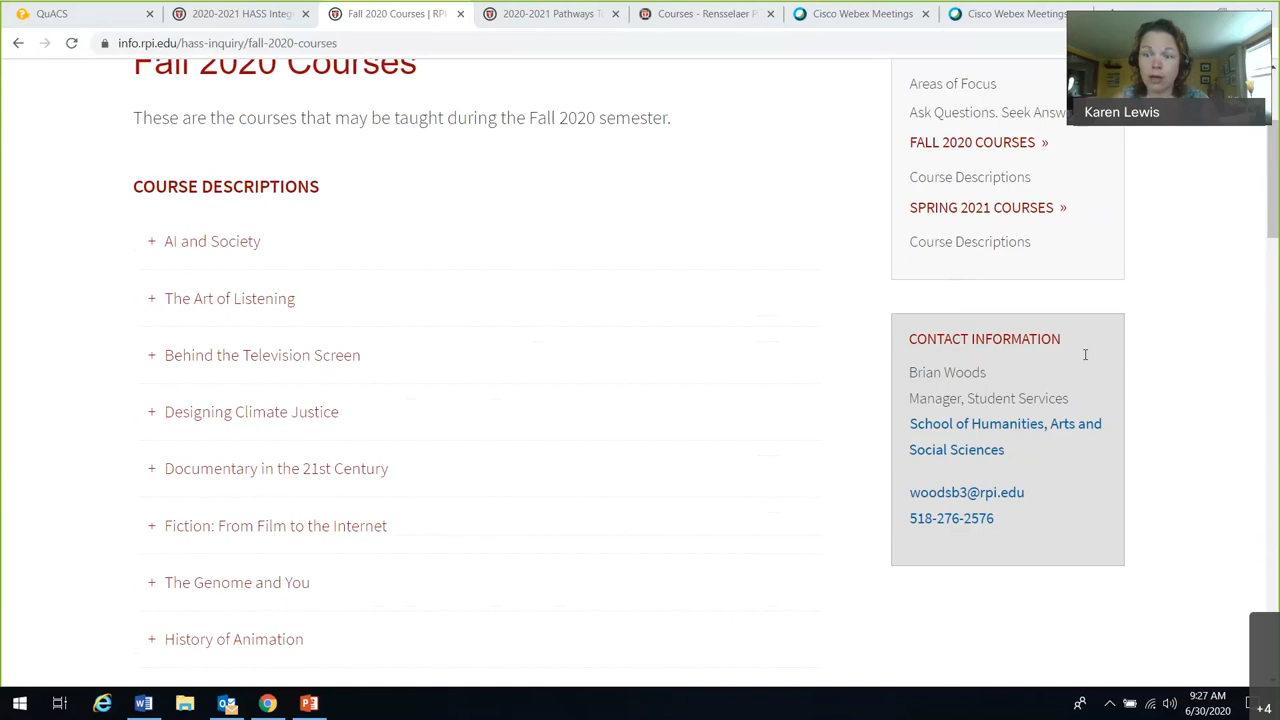 QuACS
2020-2021 HASS Integ
Fall 2020 Courses | RPI
2020-2021 Pathways
Courses - Rensselaer P
Cisco Webex Meetings
Cisco Webex Meetings
info.rpi.edu/hass-inquiry/fall-2020-courses
Karen Lewis
Fall 2020 Courses
These are the courses that may be taught during the Fall 2020 semester.
COURSE DESCRIPTIONS
+ AI and Society
+ The Art of Listening
+ Behind the Television Screen
+ Designing Climate Justice
+ Documentary in the 21st Century
+ Fiction: From Film to the Internet
+ The Genome and You
+ History of Animation
Areas of Focus
Ask Questions. Seek Answ
FALL 2020 COURSES »
Course Descriptions
SPRING 2021 COURSES »
Course Descriptions
CONTACT INFORMATION
Brian Woods
Manager, Student Services
School of Humanities, Arts and
Social Sciences
woodsb3@rpi.edu
518-276-2576
9:27 AM
6/30/2020
+4